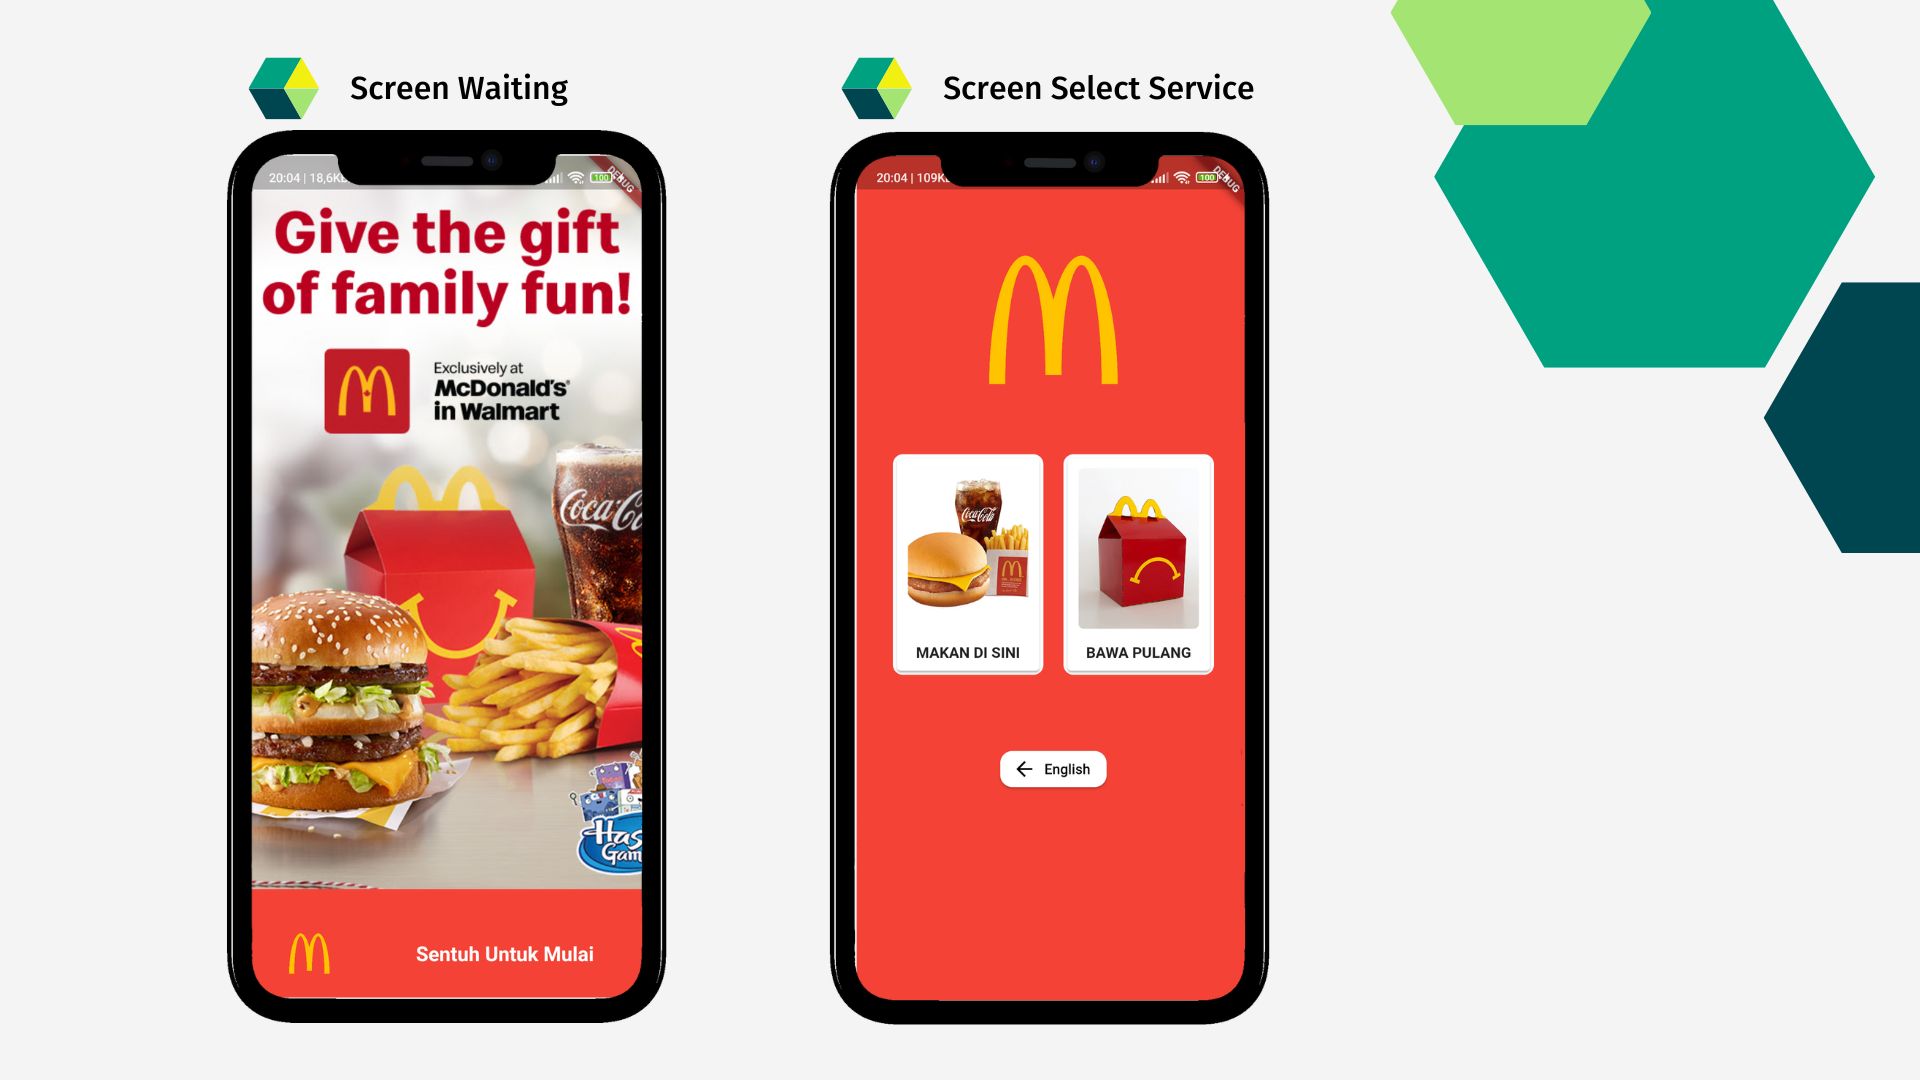 Screen Waiting
20:04 | 18,6K
100
DEBUG
Give the gift
of family fun!
Exclusively at
McDonald's®
in Walmart
Coca-Co
Has
Gam
Sentuh Untuk Mulai
Screen Select Service
20:04 | 109K
100
DEBUG
Coca-Cola
MAKAN DI SINI
BAWA PULANG
English